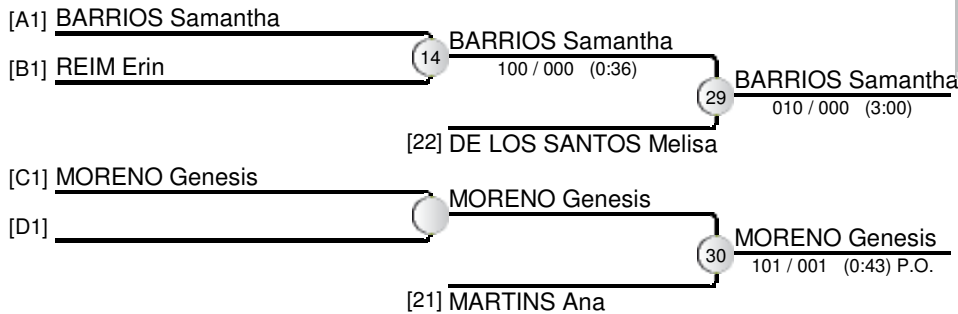 [A1] BARRIOS Samantha
14
BARRIOS Samantha
100 / 000 (0:36)
[B1] REIM Erin
29
BARRIOS Samantha
010 / 000 (3:00)
[22] DE LOS SANTOS Melisa
[C1] MORENO Genesis
MORENO Genesis
[D1]
30
MORENO Genesis
101 / 001 (0:43) P.O.
[21] MARTINS Ana